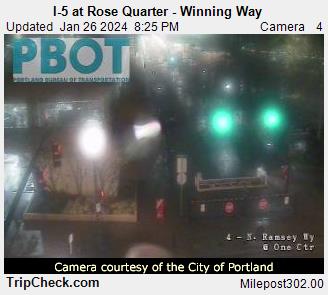 I-5 at Rose Quarter - Winning Way
Updated Jan 26 2024 8:25 PM Camera 4
PBOT
PORTLAND BUREAU OF TRANSPORTATION
4 - N. Ramsey Wy
@ One Ctr
Camera courtesy of the City of Portland
TripCheck.com Milepost302.00